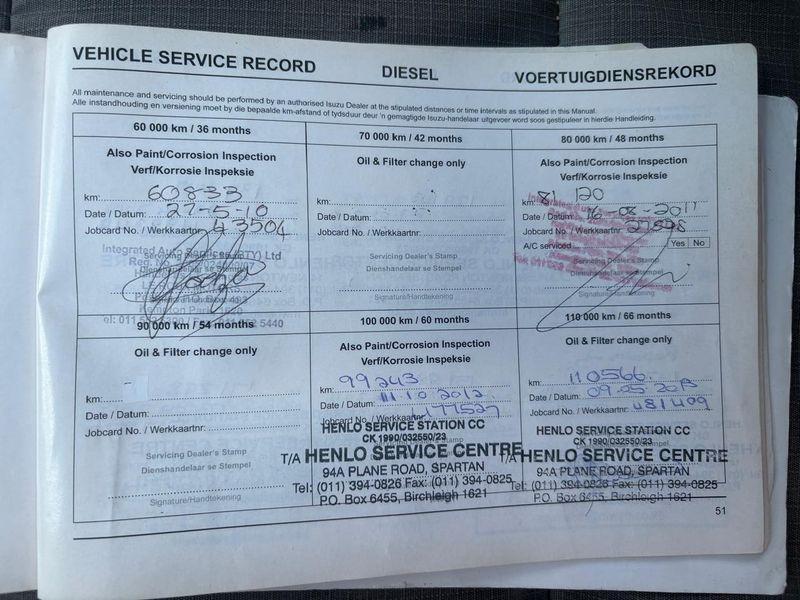 VEHICLE SERVICE RECORD DIESEL VOERTUIGDIENSREKORD
All maintenance and servicing should be performed by an authorised Isuzu Dealer at the stipulated distances or time intervals as stipulated in this Manual.
Alle instandhouding en versiening moet by die bepaalde km-afstand of tydsduur deur 'n gemagtigde Isuzu-handelaar uitgevoer word soos gestipuleer in hierdie Handleiding.
60 000 km / 36 months
Also Paint/Corrosion Inspection
Verf/Korrosie Inspeksie
km: 60833
Date / Datum: 27-5-10
Jobcard No. / Werkkaartnr: 43504
Integrated Auto (PTY) Ltd
Servicing Dealer's Stamp
70 000 km / 42 months
Oil & Filter change only
km:
Date / Datum:
Jobcard No. / Werkkaartnr:
Servicing Dealer's Stamp
Dienshandelaar se Stempel
Signature/Handtekening
80 000 km / 48 months
Also Paint/Corrosion Inspection
Verf/Korrosie Inspeksie
km: 81 120
Date / Datum: 16-08-2011
Jobcard No. / Werkkaartnr:
A/C serviced Yes No
Servicing Dealer's Stamp
Dienshandelaar se Stempel
Signature/Handtekening
90 000 km / 54 months
Oil & Filter change only
km:
Date / Datum:
Jobcard No. / Werkkaartnr:
Servicing Dealer's Stamp
Dienshandelaar se Stempel
Signature/Handtekening
100 000 km / 60 months
Also Paint/Corrosion Inspection
Verf/Korrosie Inspeksie
km: 99243
Date / Datum: 11.10.2012
Jobcard No. / Werkkaartnr: 177527
HENLO SERVICE STATION CC
CK 1990/032550/23
T/A HENLO SERVICE CENTRE
94A PLANE ROAD, SPARTAN
Tel: (011) 394-0826 Fax: (011) 394-0825
P.O. Box 6455, Birchleigh 1621
110 000 km / 66 months
Oil & Filter change only
km: 110566
Date / Datum: 09.05.2013
Jobcard No. / Werkkaartnr: 481409
HENLO SERVICE STATION CC
CK 1990/032550/23
T/A HENLO SERVICE CENTRE
94A PLANE ROAD, SPARTAN
Tel: (011) 394-0826 Fax: (011) 394-0825
P.O. Box 6455, Birchleigh 1621
51